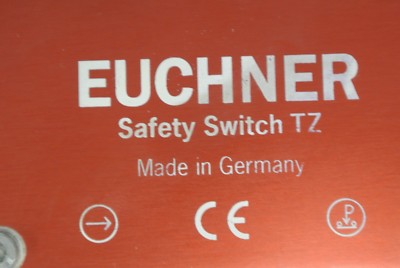 EUCHNER
Safety Switch TZ
Made in Germany
CE
P